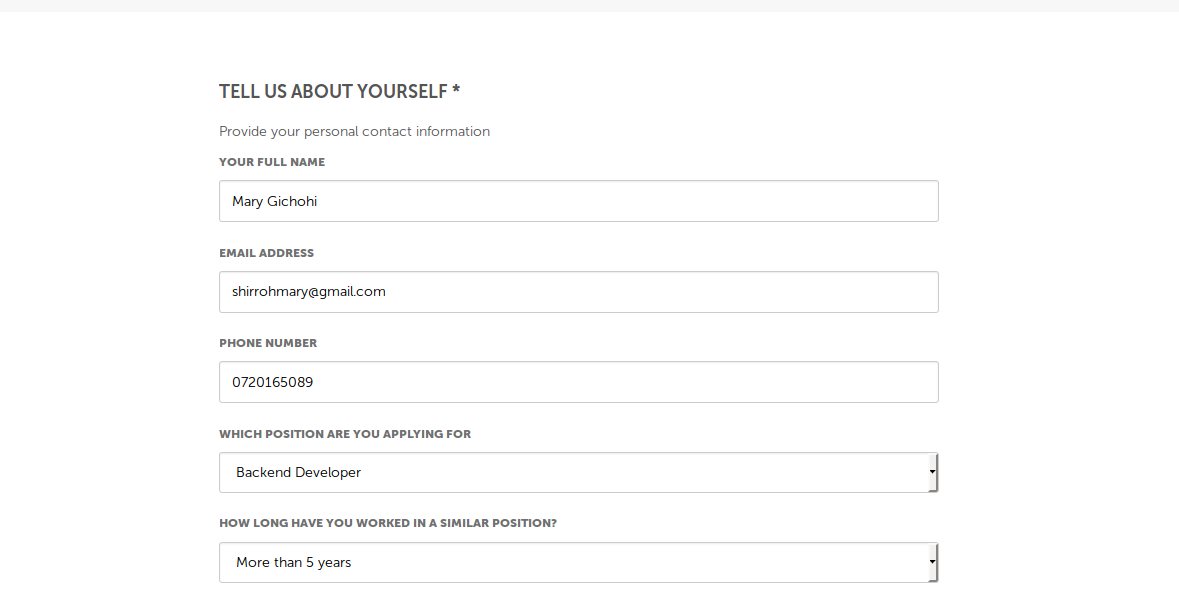 TELL US ABOUT YOURSELF *
Provide your personal contact information
YOUR FULL NAME
Mary Gichohi
EMAIL ADDRESS
shirrohmary@gmail.com
PHONE NUMBER
0720165089
WHICH POSITION ARE YOU APPLYING FOR
Backend Developer
HOW LONG HAVE YOU WORKED IN A SIMILAR POSITION?
More than 5 years